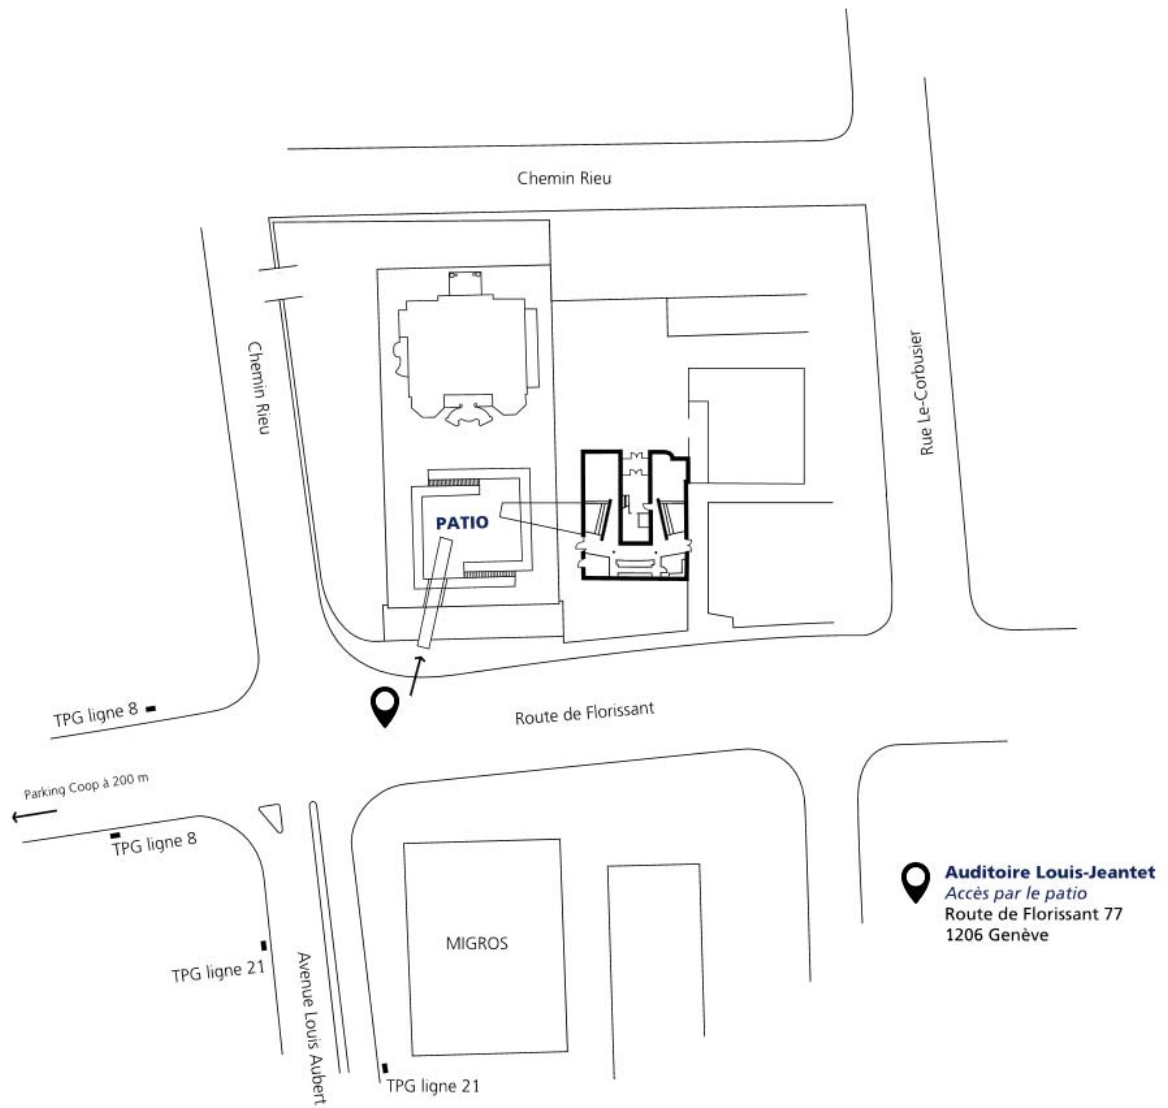 Chemin Rieu
Chemin Rieu
Rue Le-Corbusier
PATIO
TPG ligne 8
Route de Florissant
Parking Coop à 200 m
TPG ligne 8
Auditoire Louis-Jeantet
Accès par le patio
Route de Florissant 77
1206 Genève
MIGROS
TPG ligne 21
Avenue Louis Aubert
TPG ligne 21